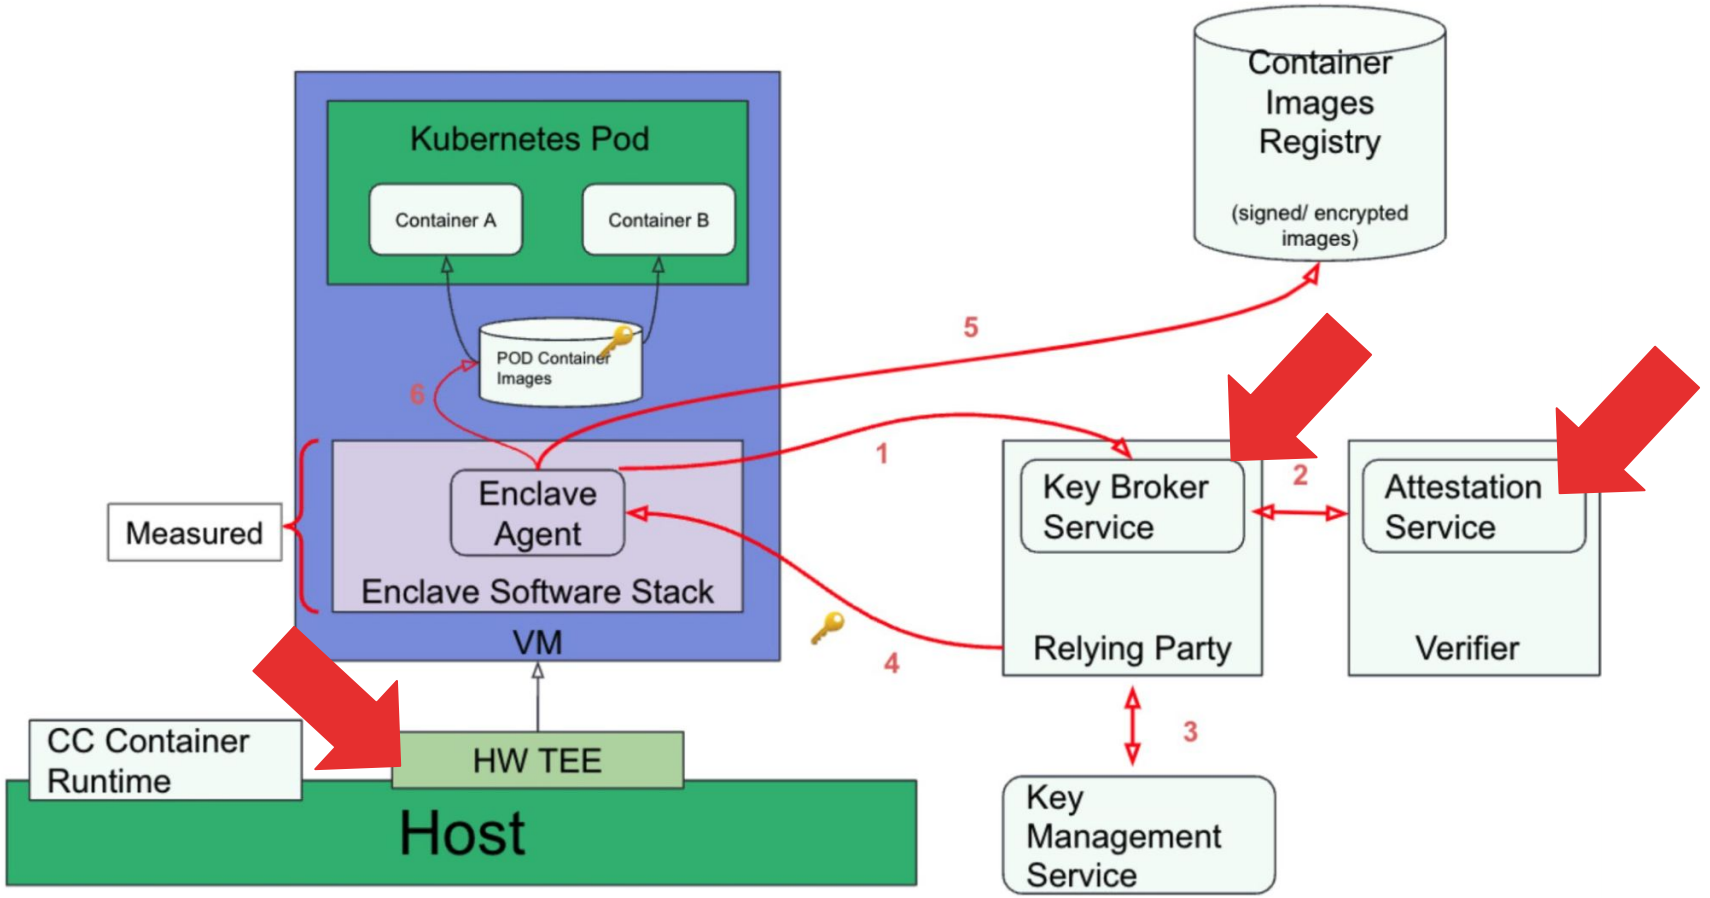 Container
Images
Registry
(signed/ encrypted
images)
Kubernetes Pod
Container A
Container B
POD Container
Images
5
6
1
Measured
Enclave
Agent
Enclave Software Stack
VM
Key Broker
Service
Relying Party
2
Attestation
Service
Verifier
4
3
CC Container
Runtime
HW TEE
Host
Key
Management
Service